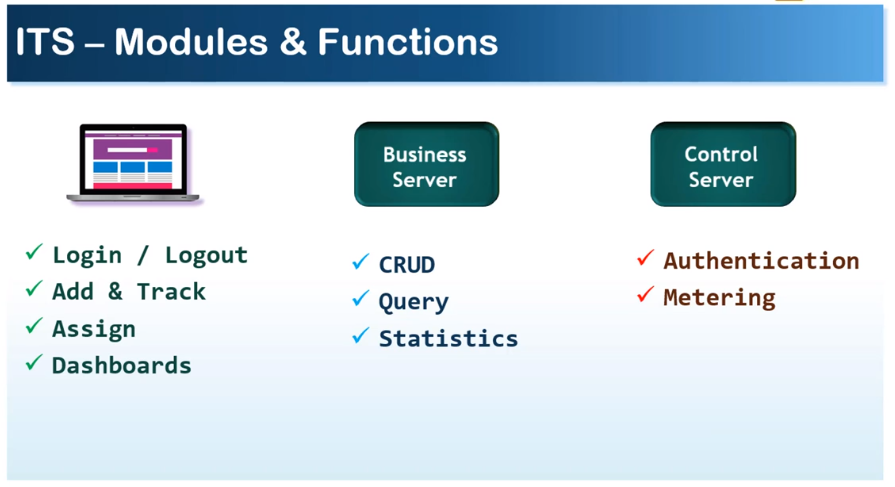 ITS – Modules & Functions
Business
Server
Control
Server
✓ Login / Logout
✓ Add & Track
✓ Assign
✓ Dashboards
✓ CRUD
✓ Query
✓ Statistics
✓ Authentication
✓ Metering